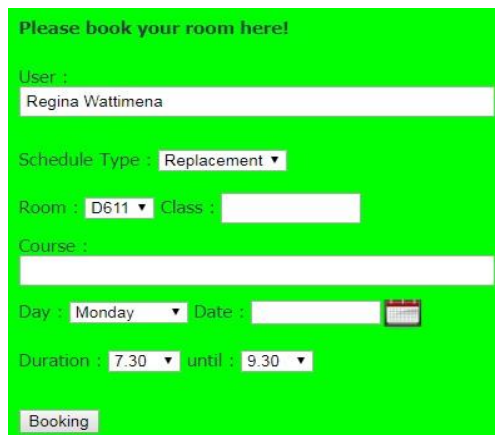 Please book your room here!
User :
Regina Wattimena
Schedule Type : Replacement
Room : D611 Class :
Course :
Day : Monday Date :
Duration : 7.30 until : 9.30
Booking